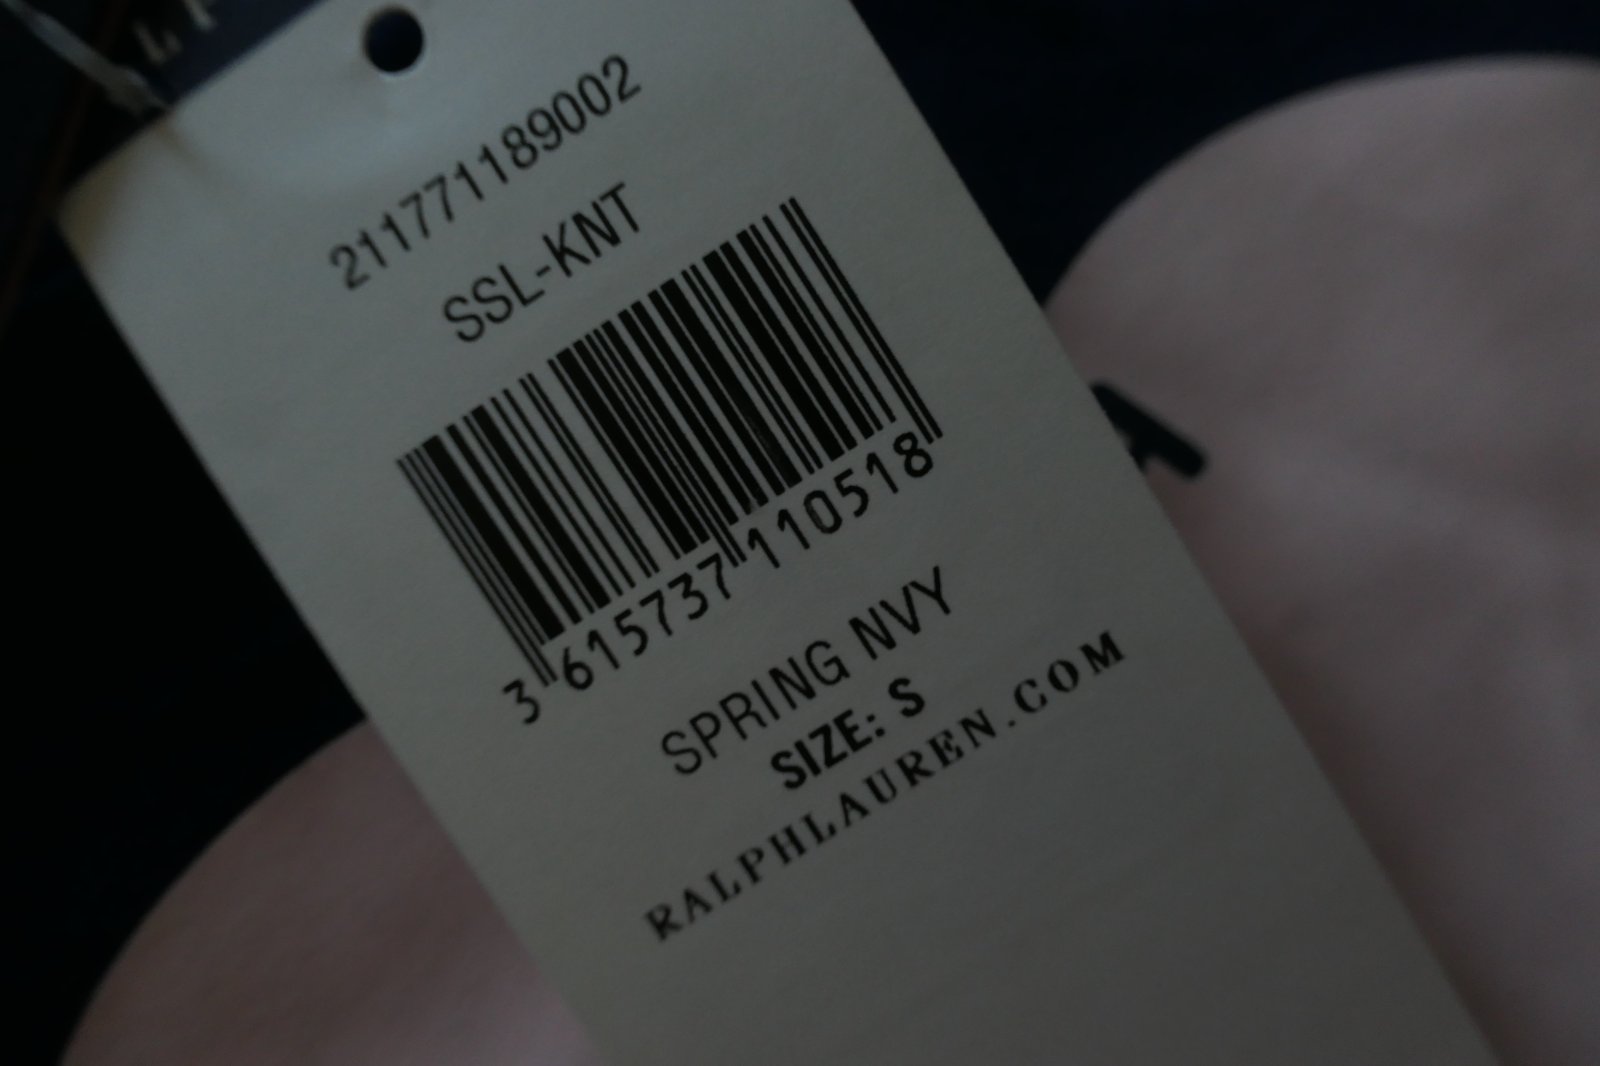 211771189002
SSL-KNT
3 615737 110518
SPRING NVY
SIZE: S
RALPHLAUREN.COM